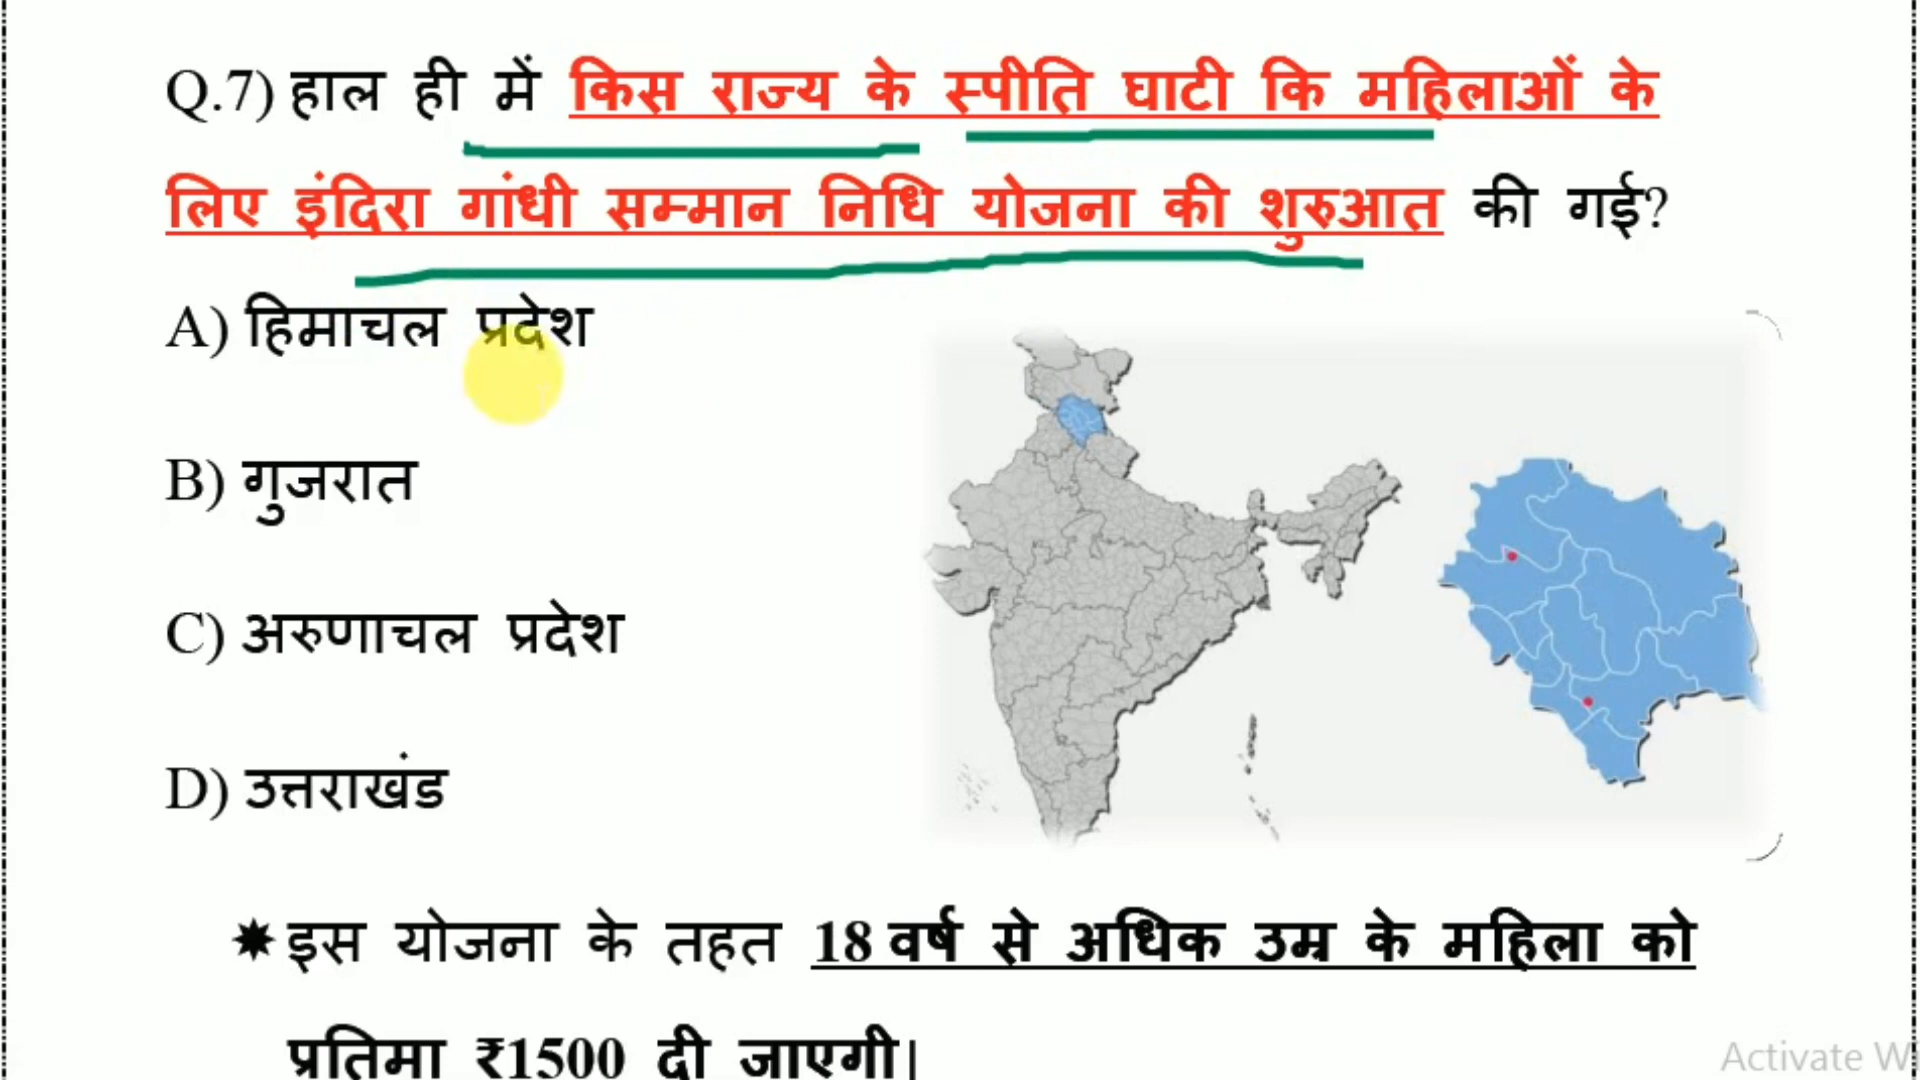 Q.7) हाल ही में किस राज्य के स्पीति घाटी कि महिलाओं के
लिए इंदिरा गांधी सम्मान निधि योजना की शुरुआत की गई?
A) हिमाचल प्रदेश
B) गुजरात
C) अरुणाचल प्रदेश
D) उत्तराखंड
✸ इस योजना के तहत 18 वर्ष से अधिक उम्र के महिला को
प्रतिमा ₹1500 दी जाएगी|
Activate W